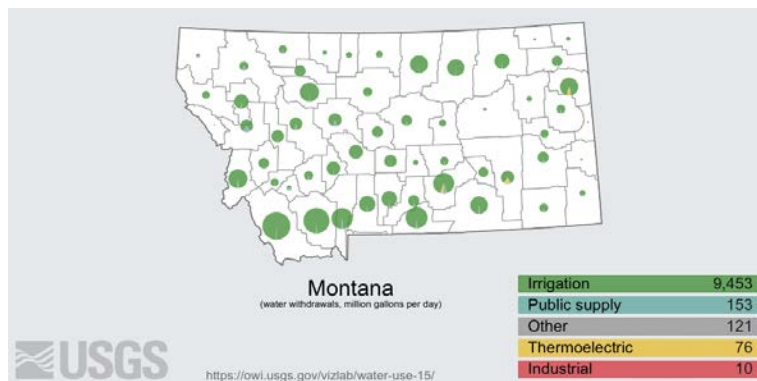 Montana
(water withdrawals, million gallons per day)
Irrigation 9,453
Public supply 153
Other 121
Thermoelectric 76
Industrial 10
USGS
https://owi.usgs.gov/vizlab/water-use-15/